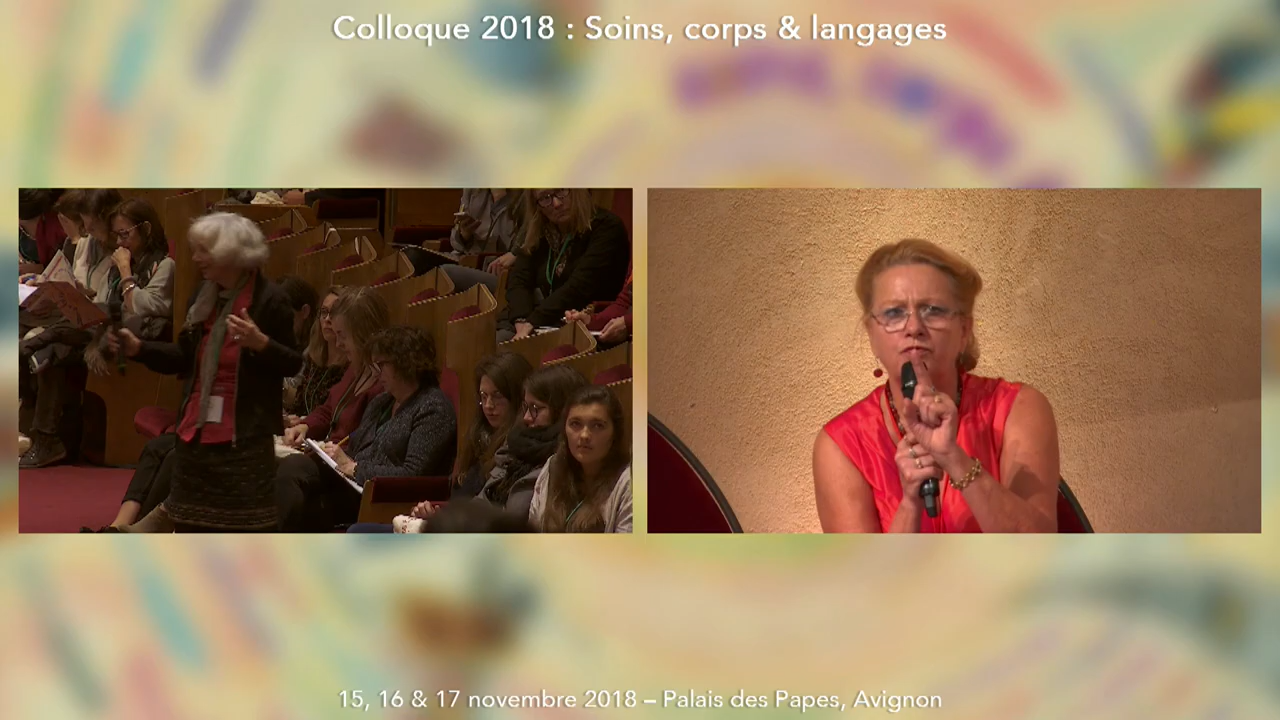 Colloque 2018 : Soins, corps & langages
15, 16 & 17 novembre 2018 – Palais des Papes, Avignon